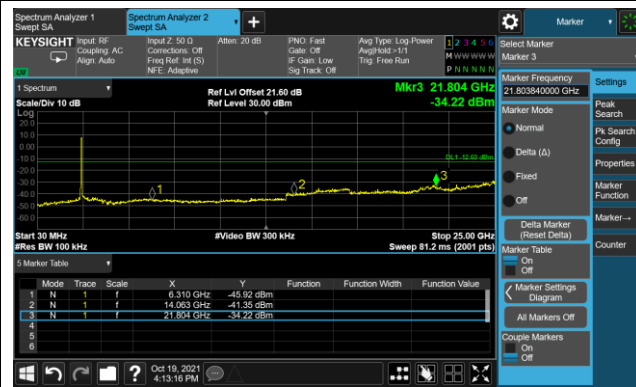 Spectrum Analyzer 1
Swept SA
Spectrum Analyzer 2
Swept SA
Marker
KEYSIGHT
Input: RF
Coupling: AC
Align: Auto
Input Z: 50 Ω
Corrections: Off
Freq Ref: Int (S)
NFE: Adaptive
Atten: 20 dB
PNO: Fast
Gate: Off
IF Gain: Low
Sig Track: Off
Avg Type: Log-Power
Avg|Hold:>1/1
Trig: Free Run
1 2 3 4 5 6
M W W W W W
P N N N N N
Select Marker
Marker 3
1 Spectrum
Scale/Div 10 dB
Log
Ref Lvl Offset 21.60 dB
Ref Level 30.00 dBm
Mkr3 21.804 GHz
-34.22 dBm
20.0
10.0
0.00
-10.0
-20.0
-30.0
-40.0
-50.0
-60.0
1
2
3
Start 30 MHz
#Res BW 100 kHz
#Video BW 300 kHz
Stop 25.00 GHz
Sweep 81.2 ms (2001 pts)
5 Marker Table
Mode Trace Scale X Y Function Function Width Function Value
1 N 1 f 6.310 GHz -45.92 dBm
2 N 1 f 14.063 GHz -41.35 dBm
3 N 1 f 21.804 GHz -34.22 dBm
4
5
6
Oct 19, 2021
4:13:16 PM
Marker Frequency
21.803840000 GHz
Marker Mode
Normal
Delta (Δ)
Fixed
Off
Delta Marker
(Reset Delta)
Marker Table
On
Off
Marker Settings
Diagram
All Markers Off
Couple Markers
On
Off
Settings
Peak
Search
Pk Search
Config
Properties
Marker
Function
Marker→
Counter